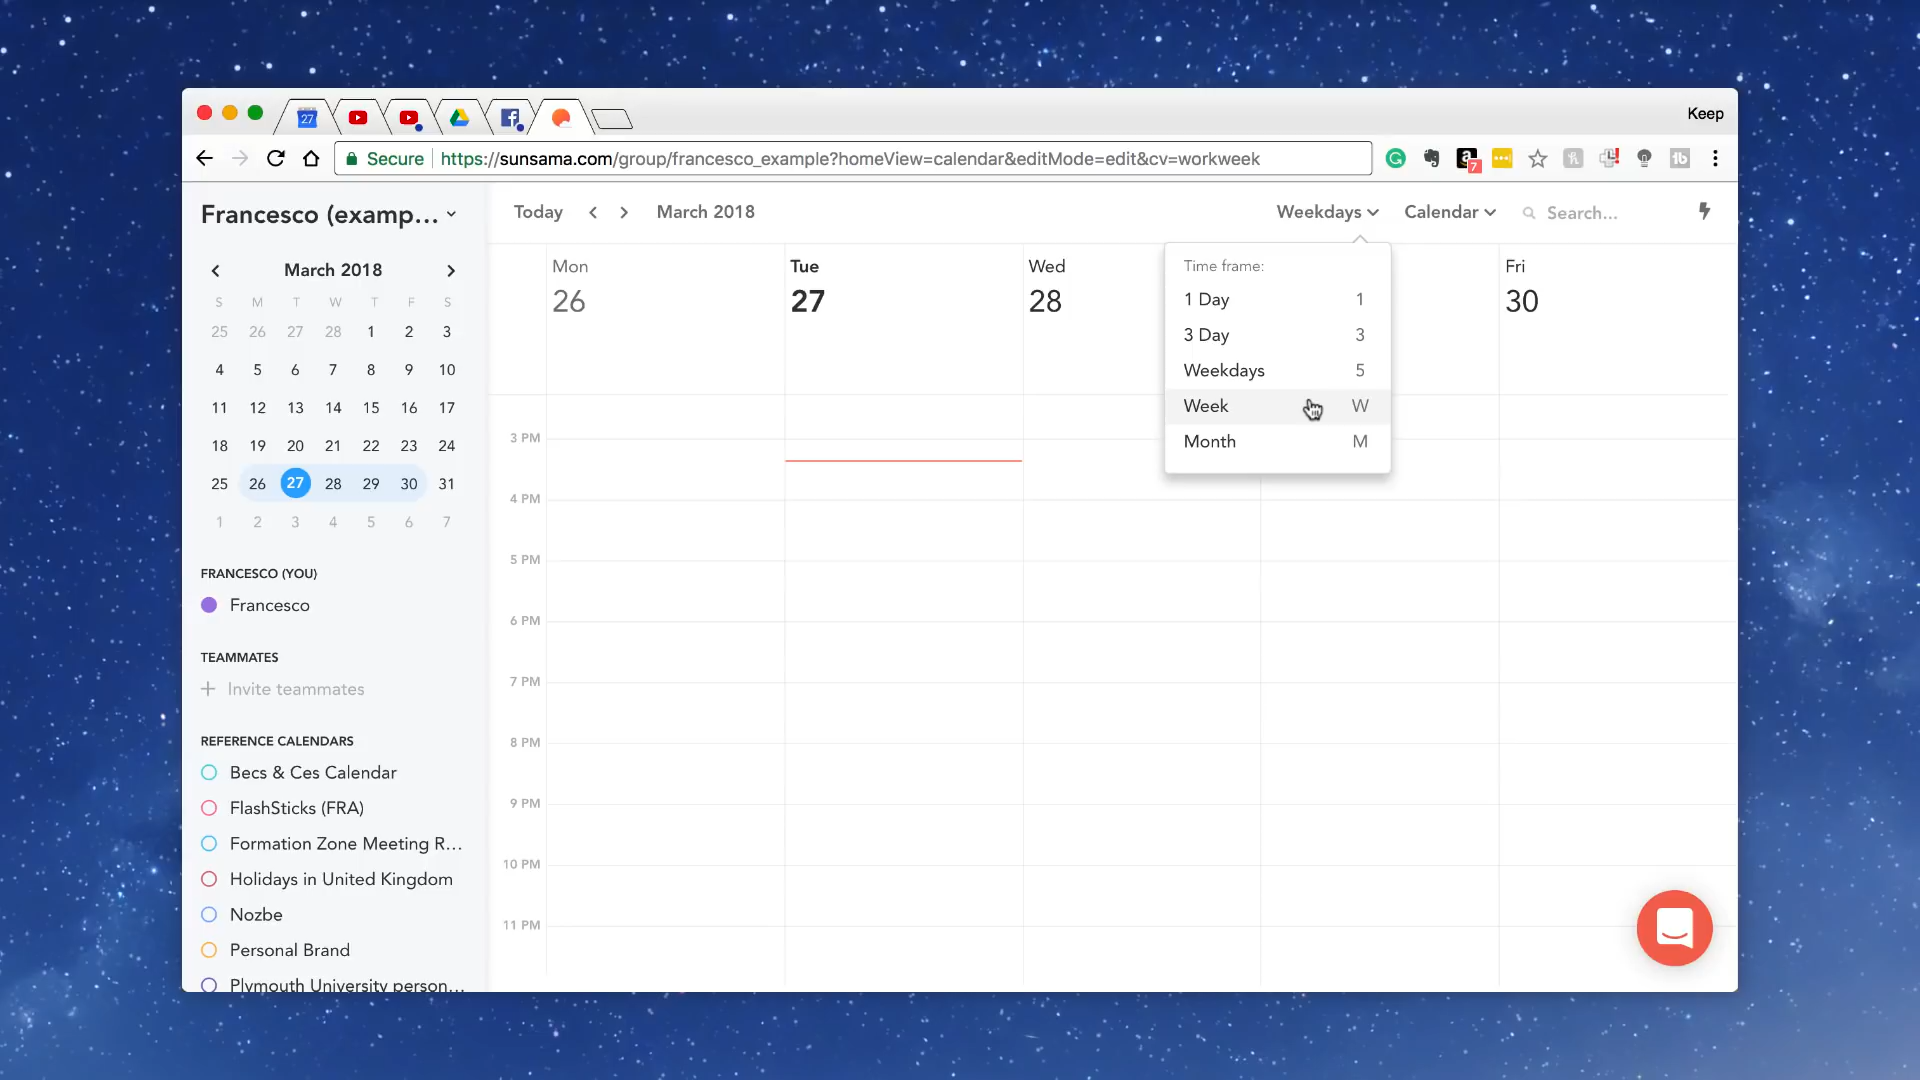 27
Keep
Secure https://sunsama.com/group/francesco_example?homeView=calendar&editMode=edit&cv=workweek
a 7
Francesco (examp...
Today March 2018 Weekdays Calendar Search...
March 2018
S M T W T F S
25 26 27 28 1 2 3
4 5 6 7 8 9 10
11 12 13 14 15 16 17
18 19 20 21 22 23 24
25 26 27 28 29 30 31
1 2 3 4 5 6 7
FRANCESCO (YOU)
Francesco
TEAMMATES
Invite teammates
REFERENCE CALENDARS
Becs & Ces Calendar
FlashSticks (FRA)
Formation Zone Meeting R...
Holidays in United Kingdom
Nozbe
Personal Brand
Plymouth University person...
Mon Tue Wed Fri
26 27 28 30
Time frame:
1 Day 1
3 Day 3
Weekdays 5
Week W
Month M
3 PM
4 PM
5 PM
6 PM
7 PM
8 PM
9 PM
10 PM
11 PM